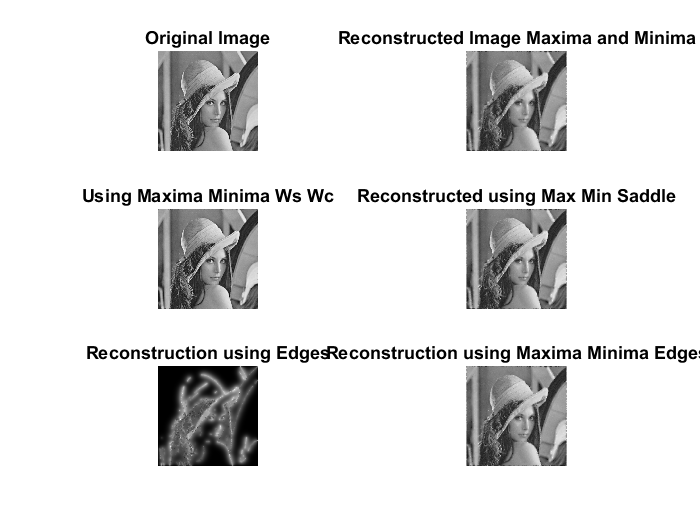 Original Image
Reconstructed Image Maxima and Minima
Using Maxima Minima Ws Wc
Reconstructed using Max Min Saddle
Reconstruction using Edges
Reconstruction using Maxima Minima Edges